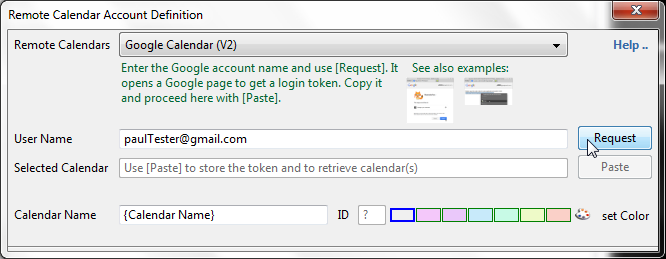 Remote Calendar Account Definition
Remote Calendars Google Calendar (V2) Help ..
Enter the Google account name and use [Request]. It See also examples:
opens a Google page to get a login token. Copy it
and proceed here with [Paste].
User Name paulTester@gmail.com Request
Selected Calendar Use [Paste] to store the token and to retrieve calendar(s) Paste
Calendar Name {Calendar Name} ID ? set Color